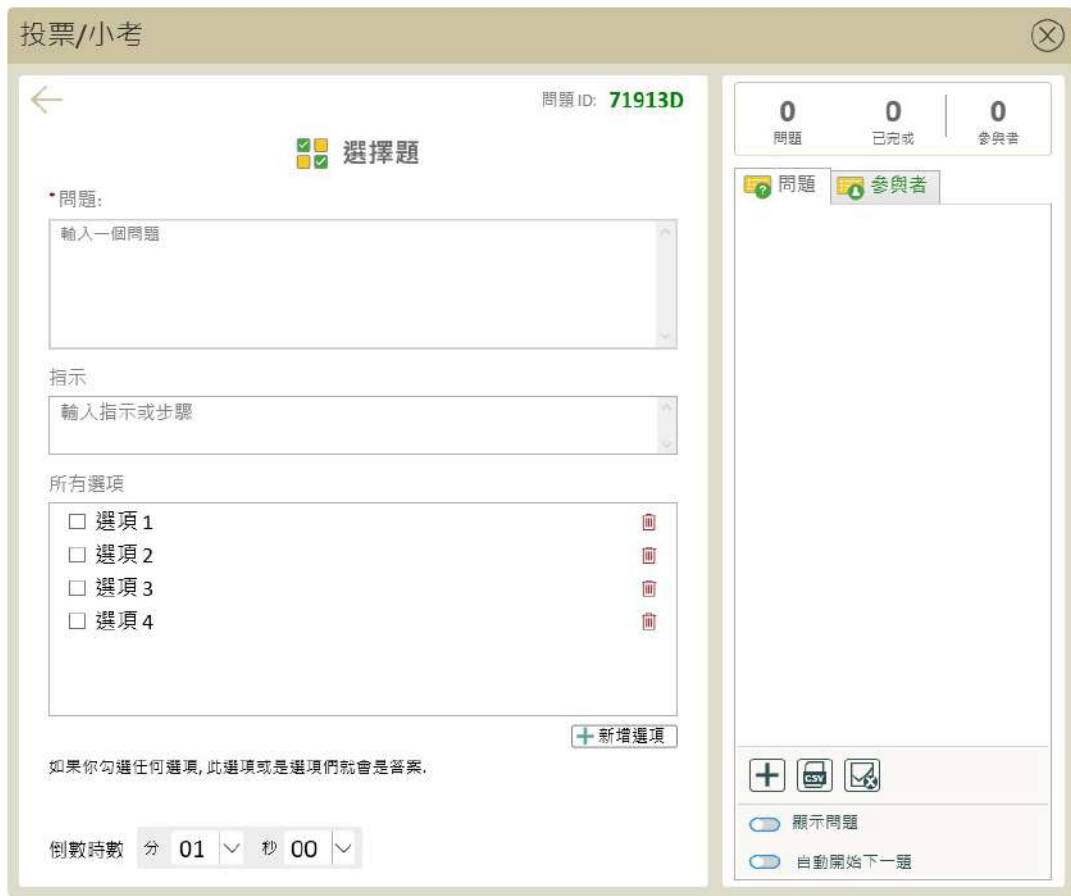 投票/小考
問題 ID: 71913D
選擇題
*問題:
輸入一個問題
指示
輸入指示或步驟
所有選項
選項 1
選項 2
選項 3
選項 4
新增選項
如果你勾選任何選項, 此選項或是選項們就會是答案.
倒數時數 分 01 秒 00
0 0 0
問題 已完成 參與者
問題 參與者
CSV
顯示問題
自動開始下一題